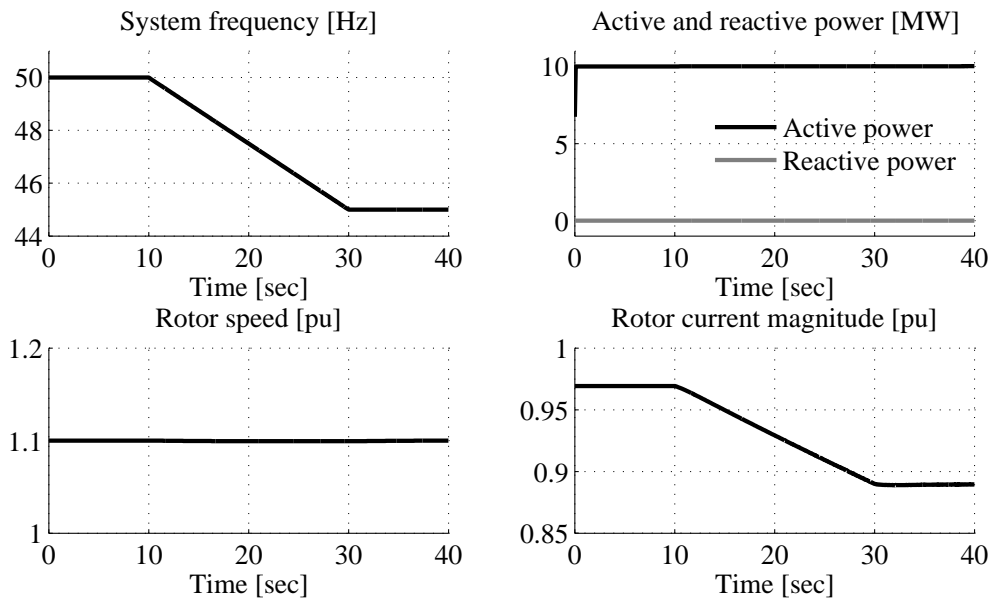 System frequency [Hz]
50
48
46
44
0 10 20 30 40
Time [sec]
Active and reactive power [MW]
10
5
0
Active power
Reactive power
0 10 20 30 40
Time [sec]
Rotor speed [pu]
1.2
1.1
1
0 10 20 30 40
Time [sec]
Rotor current magnitude [pu]
1
0.95
0.9
0.85
0 10 20 30 40
Time [sec]